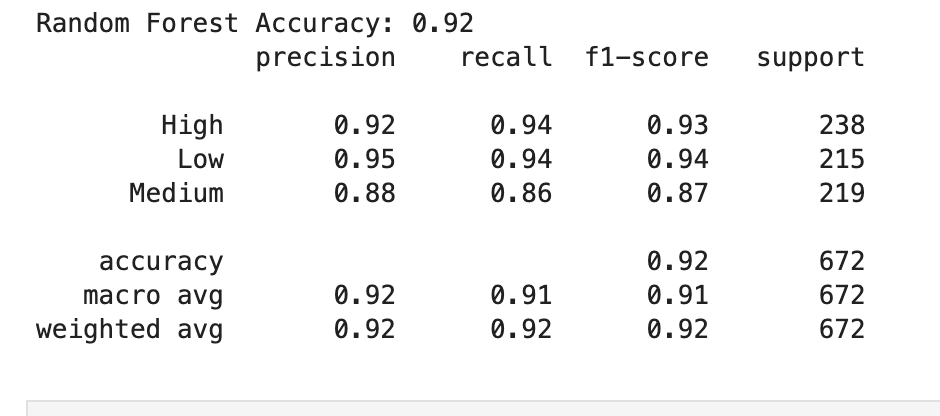 Random Forest Accuracy: 0.92
precision recall f1-score support
High 0.92 0.94 0.93 238
Low 0.95 0.94 0.94 215
Medium 0.88 0.86 0.87 219
accuracy 0.92 672
macro avg 0.92 0.91 0.91 672
weighted avg 0.92 0.92 0.92 672